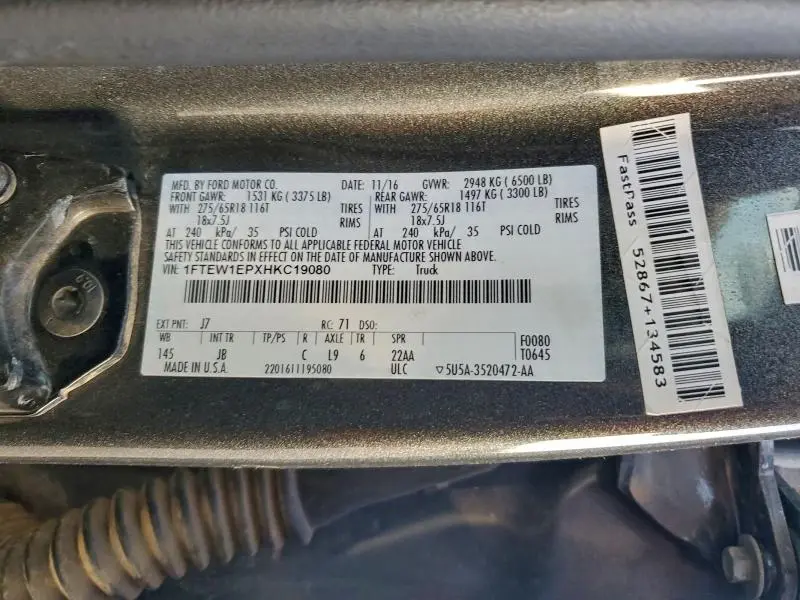 MFD. BY FORD MOTOR CO. DATE: 11/16 GVWR: 2948 KG ( 6500 LB)
FRONT GAWR: 1531 KG ( 3375 LB) REAR GAWR: 1497 KG ( 3300 LB)
WITH 275/65R18 116T TIRES WITH 275/65R18 116T TIRES
18x7.5J RIMS 18x7.5J RIMS
AT 240 kPa/ 35 PSI COLD AT 240 kPa/ 35 PSI COLD
THIS VEHICLE CONFORMS TO ALL APPLICABLE FEDERAL MOTOR VEHICLE
SAFETY STANDARDS IN EFFECT ON THE DATE OF MANUFACTURE SHOWN ABOVE.
VIN: 1FTEW1EPXHKC19080 TYPE: Truck
EXT PNT: J7 RC: 71 DSO:
WB INT TR TP/PS R AXLE TR SPR F0080
145 JB C L9 6 22AA T0645
MADE IN U.S.A. 2201611195080 ULC ▽5U5A-3520472-AA
FastPass 52867+134583
10.9